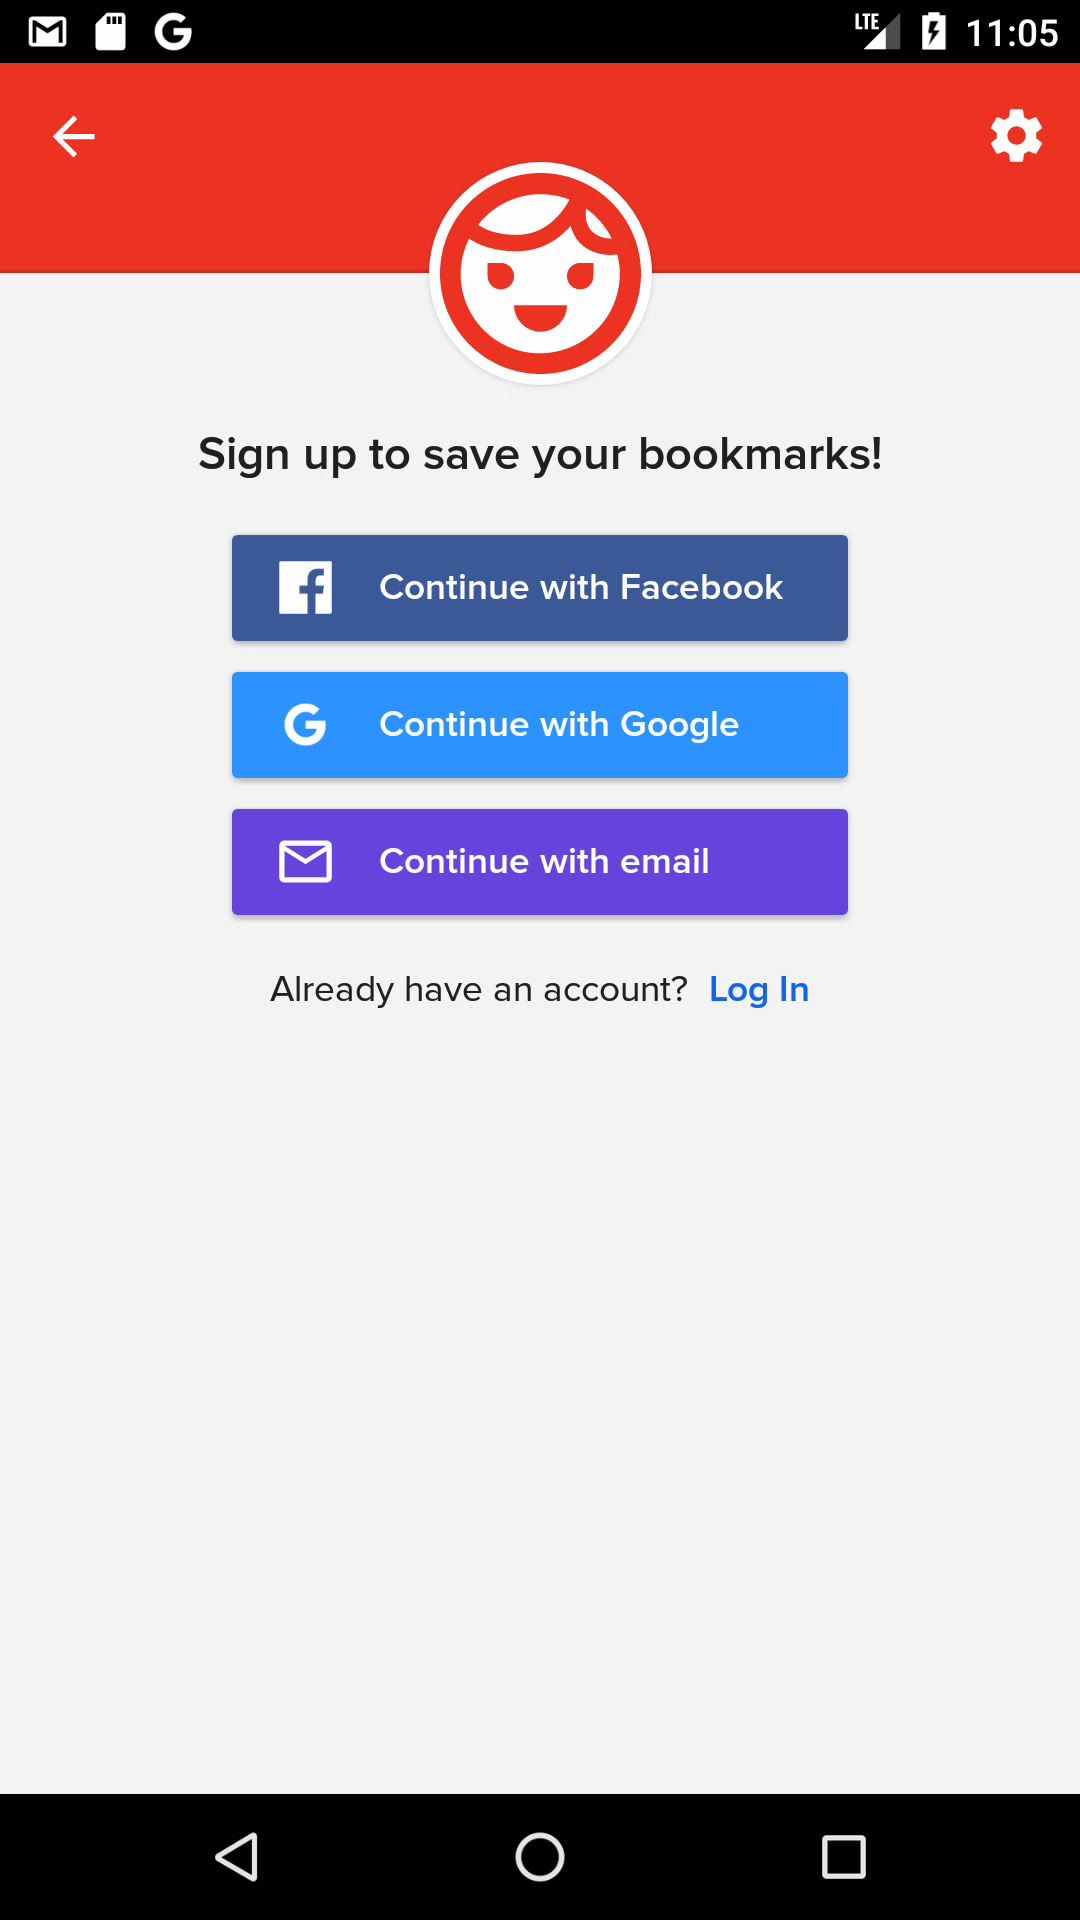 LTE 11:05
Sign up to save your bookmarks!
Continue with Facebook
Continue with Google
Continue with email
Already have an account? Log In